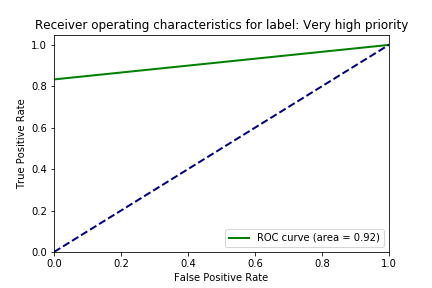 Receiver operating characteristics for label: Very high priority
True Positive Rate
1.0
0.8
0.6
0.4
0.2
0.0
ROC curve (area = 0.92)
0.0 0.2 0.4 0.6 0.8 1.0
False Positive Rate